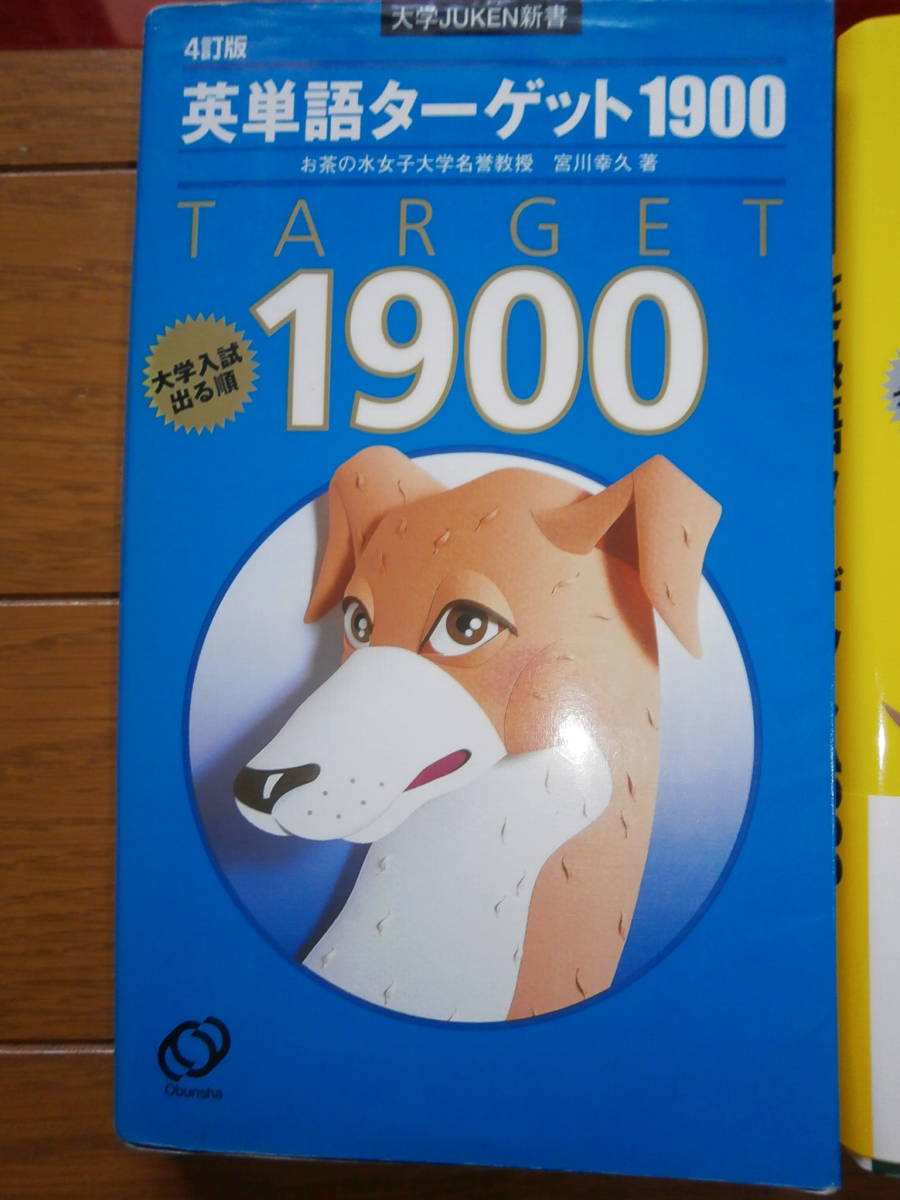 大学JUKEN新書
4訂版
英単語ターゲット1900
お茶の水女子大学名誉教授 宮川幸久 著
TARGET
1900
大学入試
出る順
Obunsha